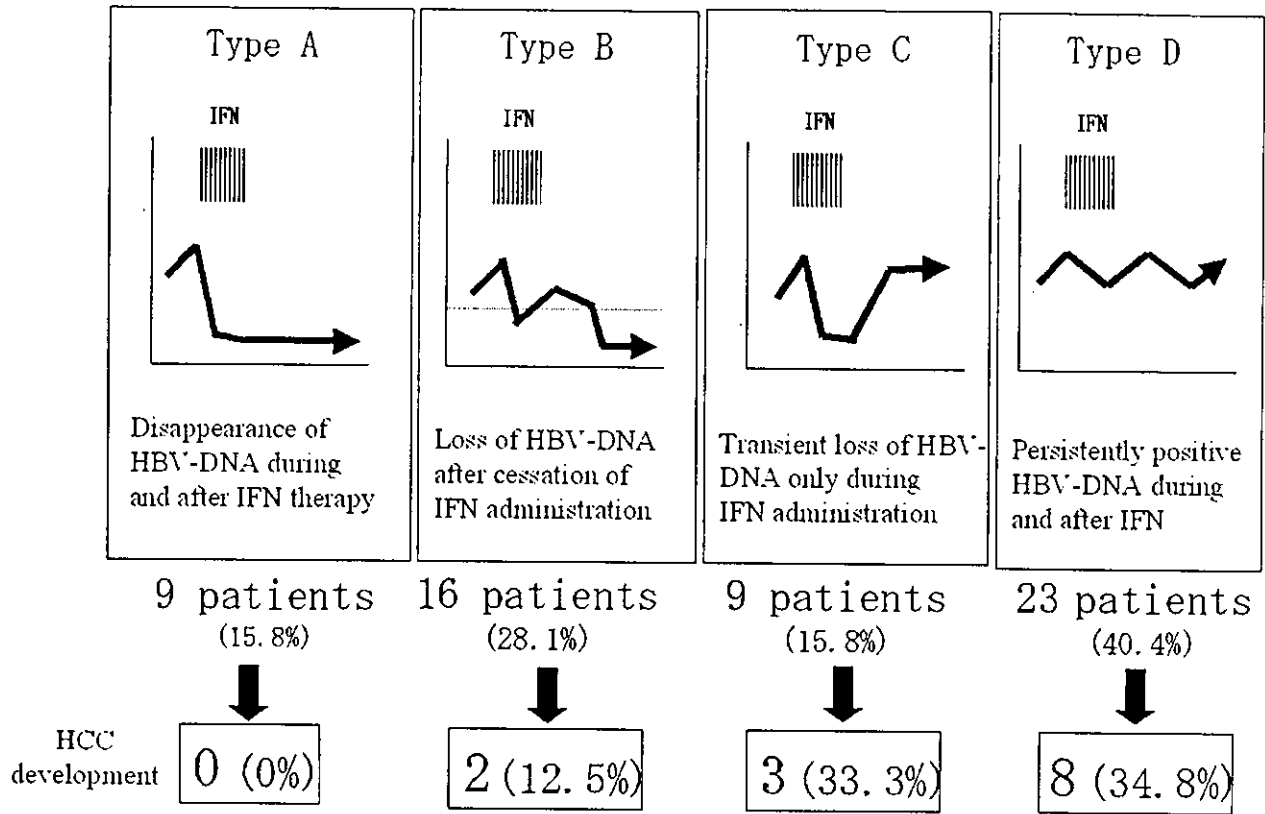 Type A
IFN
Disappearance of
HBV-DNA during
and after IFN therapy
9 patients
(15.8%)
0 (0%)
Type B
IFN
Loss of HBV-DNA
after cessation of
IFN administration
16 patients
(28.1%)
2 (12.5%)
Type C
IFN
Transient loss of HBV-
DNA only during
IFN administration
9 patients
(15.8%)
3 (33.3%)
Type D
IFN
Persistently positive
HBV-DNA during
and after IFN
23 patients
(40.4%)
8 (34.8%)
HCC
development